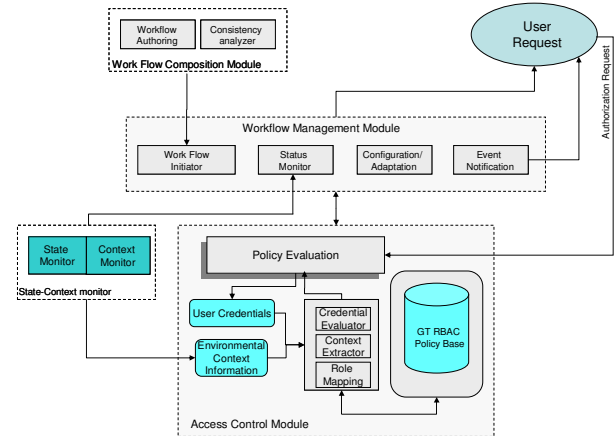 Workflow
Authoring
Consistency
analyzer
Work Flow Composition Module
User
Request
Authorization Request
Workflow Management Module
Work Flow
Initiator
Status
Monitor
Configuration/
Adaptation
Event
Notification
State
Monitor
Context
Monitor
State-Context monitor
Policy Evaluation
User Credentials
Environmental
Context
Information
Credential
Evaluator
Context
Extractor
Role
Mapping
GT RBAC
Policy Base
Access Control Module